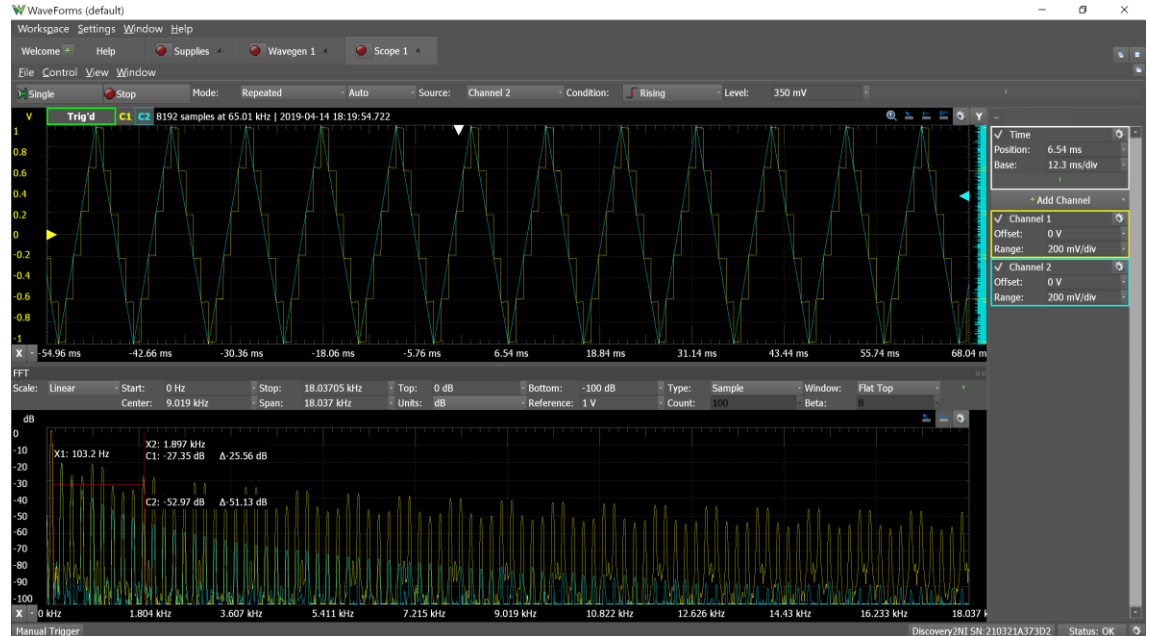 WaveForms (default)
Workspace Settings Window Help
Welcome Help Supplies Wavegen 1 Scope 1
File Control View Window
Single Stop Mode: Repeated Auto Source: Channel 2 Condition: Rising Level: 350 mV
V Trig'd C1 C2 8192 samples at 65.01 kHz | 2019-04-14 18:19:54.722 Y
1
0.8
0.6
0.4
0.2
0
-0.2
-0.4
-0.6
-0.8
-1
X -54.96 ms -42.66 ms -30.36 ms -18.06 ms -5.76 ms 6.54 ms 18.84 ms 31.14 ms 43.44 ms 55.74 ms 68.04 m
Time
Position: 6.54 ms
Base: 12.3 ms/div
Add Channel
Channel 1
Offset: 0 V
Range: 200 mV/div
Channel 2
Offset: 0 V
Range: 200 mV/div
FFT
Scale: Linear Start: 0 Hz Stop: 18.03705 kHz Top: 0 dB Bottom: -100 dB Type: Sample Window: Flat Top
Center: 9.019 kHz Span: 18.037 kHz Units: dB Reference: 1 V Count: 100 Beta: 8
dB
0
-10
-20
-30
-40
-50
-60
-70
-80
-90
-100
X1: 103.2 Hz
X2: 1.897 kHz
C1: -27.35 dB Δ-25.56 dB
C2: -52.97 dB Δ-51.13 dB
X 0 kHz 1.804 kHz 3.607 kHz 5.411 kHz 7.215 kHz 9.019 kHz 10.822 kHz 12.626 kHz 14.43 kHz 16.233 kHz 18.037 k
Manual Trigger Discovery2NI SN:210321A373D2 Status: OK